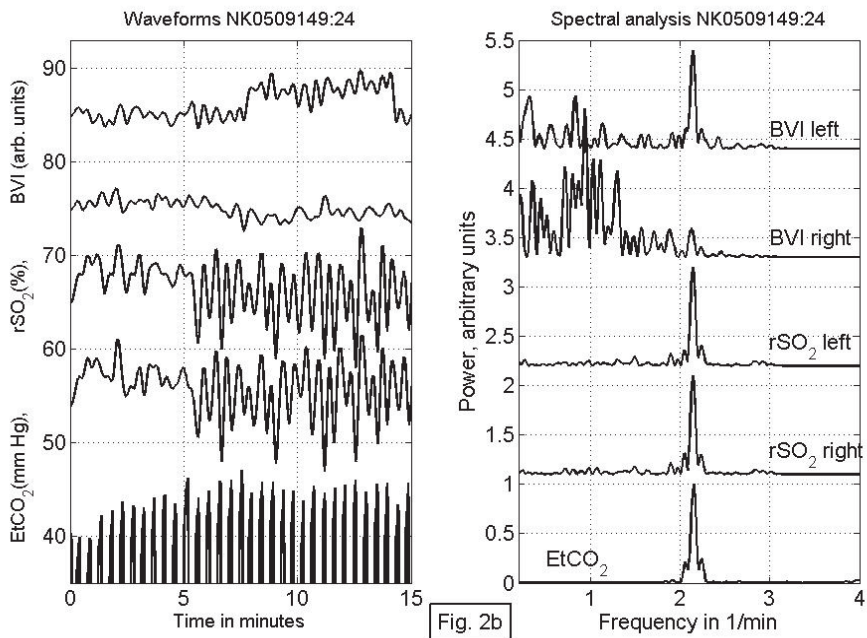 Waveforms NK0509149:24
BVI (arb. units)
rSO₂(%),
EtCO₂(mm Hg),
90
80
70
60
50
40
0
5
10
15
Time in minutes
Fig. 2b
Spectral analysis NK0509149:24
Power, arbitrary units
5.5
5
4.5
4
3.5
3
2.5
2
1.5
1
0.5
0
BVI left
BVI right
rSO₂ left
rSO₂ right
EtCO₂
1
2
3
4
Frequency in 1/min